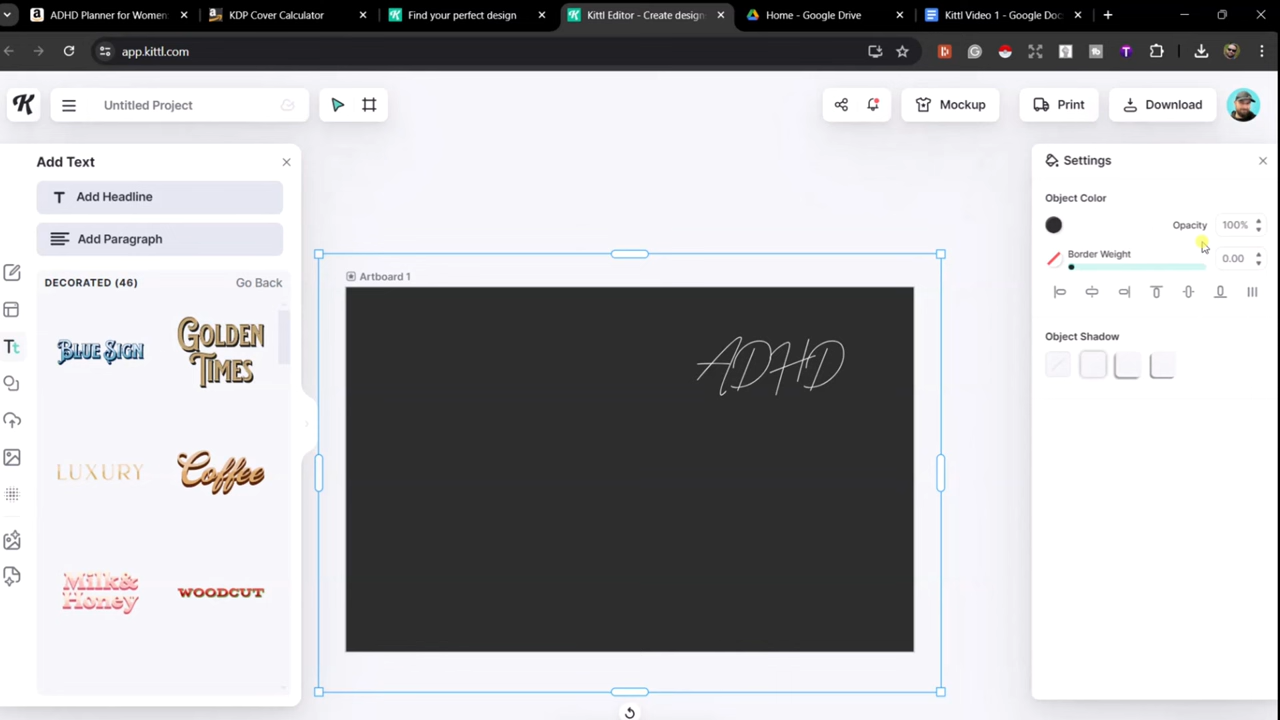 ADHD Planner for Women:
KDP Cover Calculator
Find your perfect design
Kittl Editor - Create design
Home - Google Drive
Kittl Video 1 - Google Doc
app.kittl.com
K
Untitled Project
Mockup
Print
Download
Add Text
T Add Headline
Add Paragraph
DECORATED (46)
Go Back
BLUE SIGN
GOLDEN TIMES
LUXURY
Coffee
Milk& Honey
WOODCUT
Tt
Artboard 1
ADHD
Settings
Object Color
Opacity
100%
Border Weight
0.00
Object Shadow